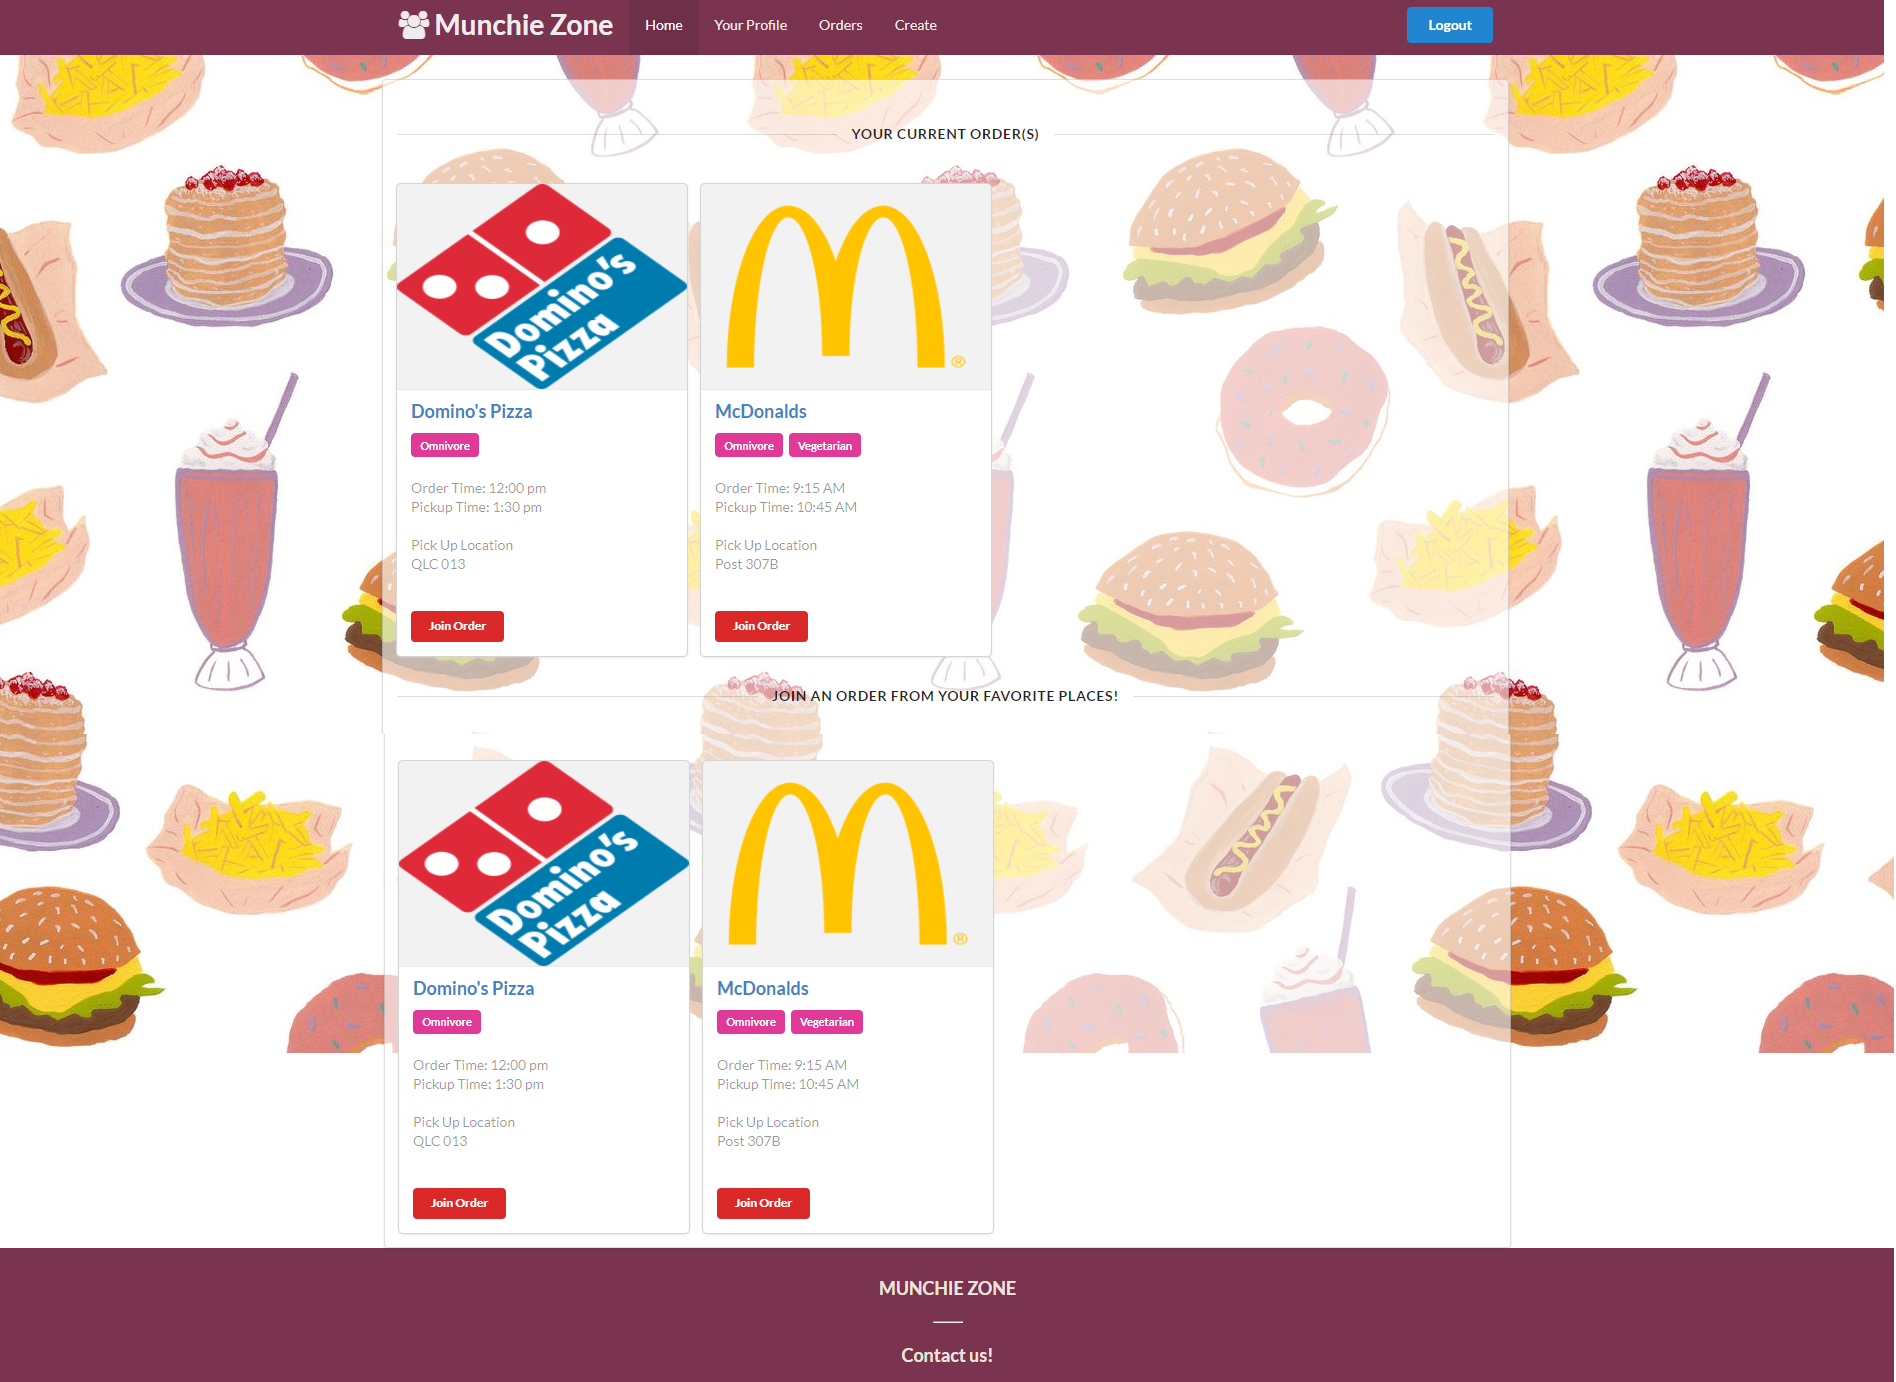 Munchie Zone
Home
Your Profile
Orders
Create
Logout
YOUR CURRENT ORDER(S)
Domino's
Pizza
®
Domino's Pizza
Omnivore
Order Time: 12:00 pm
Pickup Time: 1:30 pm
Pick Up Location
QLC 013
Join Order
McDonalds
Omnivore Vegetarian
Order Time: 9:15 AM
Pickup Time: 10:45 AM
Pick Up Location
Post 307B
Join Order
JOIN AN ORDER FROM YOUR FAVORITE PLACES!
Domino's
Pizza
®
Domino's Pizza
Omnivore
Order Time: 12:00 pm
Pickup Time: 1:30 pm
Pick Up Location
QLC 013
Join Order
McDonalds
Omnivore Vegetarian
Order Time: 9:15 AM
Pickup Time: 10:45 AM
Pick Up Location
Post 307B
Join Order
MUNCHIE ZONE
Contact us!